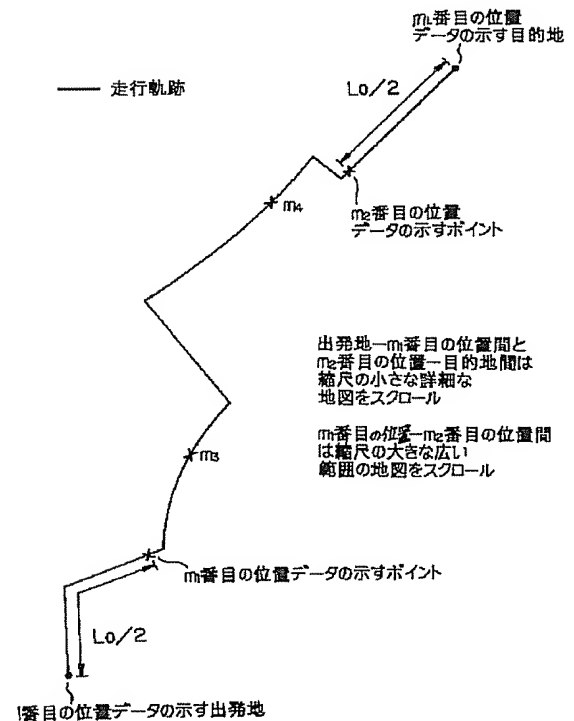 mL番目の位置
データの示す目的地
Lo/2
走行軌跡
m4
m2番目の位置
データの示すポイント
出発地－m1番目の位置間と
m2番目の位置－目的地間は
縮尺の小さな詳細な
地図をスクロール
m1番目の位置－m2番目の位置間
は縮尺の大きな広い
範囲の地図をスクロール
m3
m1番目の位置データの示すポイント
Lo/2
1番目の位置データの示す出発地